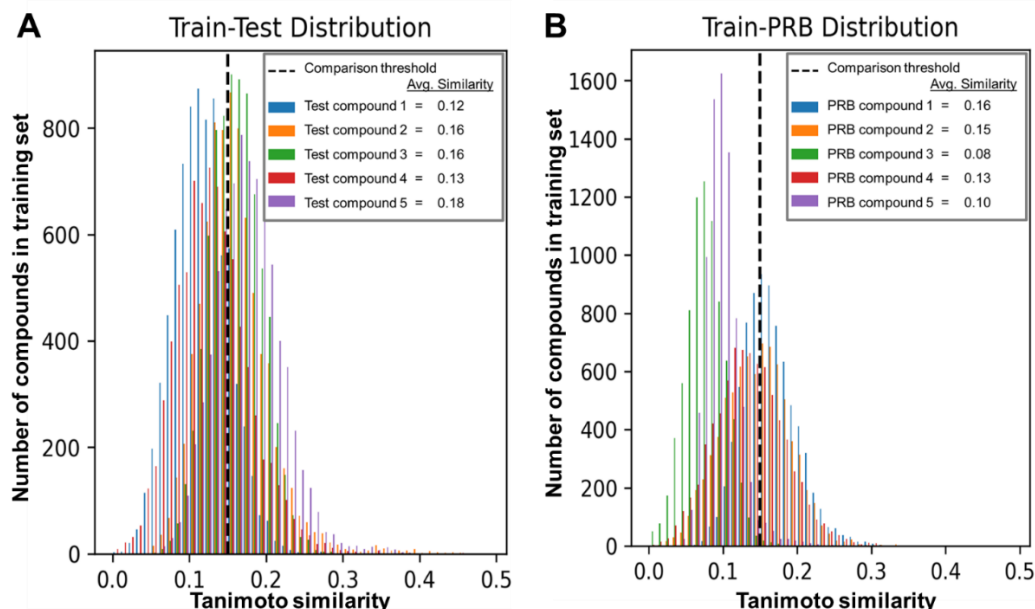 A
Train-Test Distribution
Number of compounds in training set
800
600
400
200
0
0.0 0.1 0.2 0.3 0.4 0.5
Tanimoto similarity
Comparison threshold
Avg. Similarity
Test compound 1 = 0.12
Test compound 2 = 0.16
Test compound 3 = 0.16
Test compound 4 = 0.13
Test compound 5 = 0.18
B
Train-PRB Distribution
Number of compounds in training set
1600
1400
1200
1000
800
600
400
200
0
0.0 0.1 0.2 0.3 0.4 0.5
Tanimoto similarity
Comparison threshold
Avg. Similarity
PRB compound 1 = 0.16
PRB compound 2 = 0.15
PRB compound 3 = 0.08
PRB compound 4 = 0.13
PRB compound 5 = 0.10